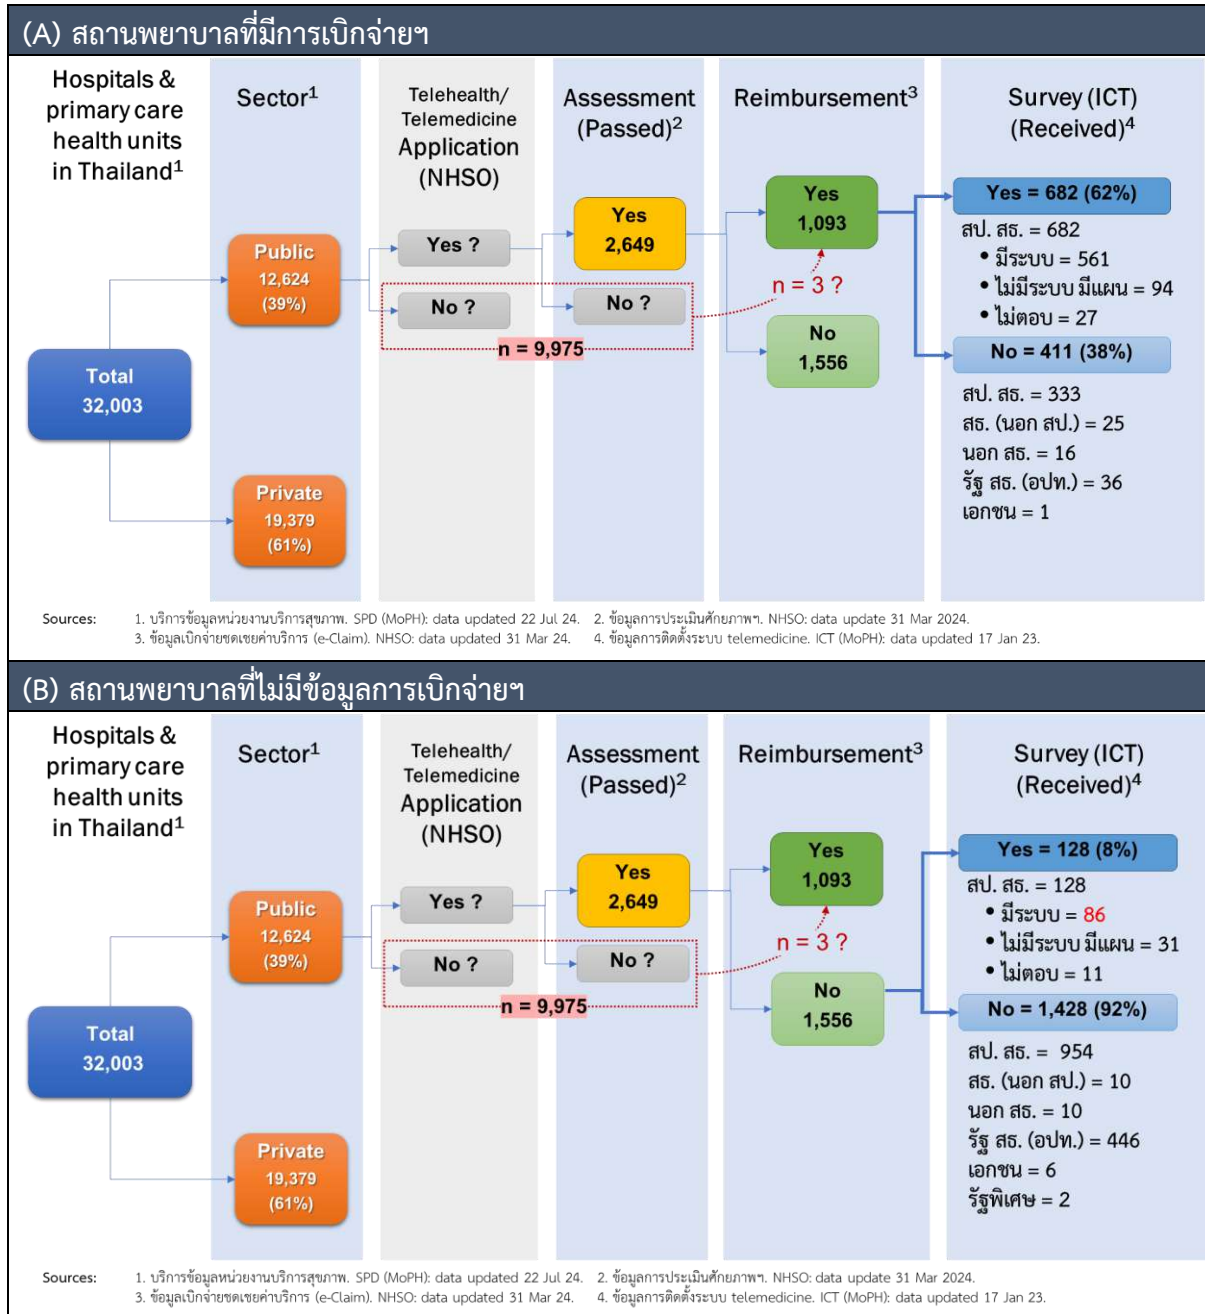 (A) สถานพยาบาลที่มีการเบิกจ่ายฯ
Hospitals &
primary care
health units
in Thailand1
Sector1
Telehealth/
Telemedicine
Application
(NHSO)
Assessment
(Passed)2
Reimbursement3
Survey (ICT)
(Received)4
Total
32,003
Public
12,624
(39%)
Private
19,379
(61%)
Yes ?
No ?
Yes
2,649
No ?
n = 9,975
n = 3 ?
Yes
1,093
No
1,556
Yes = 682 (62%)
สป. สธ. = 682
• มีระบบ = 561
• ไม่มีระบบ มีแผน = 94
• ไม่ตอบ = 27
No = 411 (38%)
สป. สธ. = 333
สธ. (นอก สป.) = 25
นอก สธ. = 16
รัฐ สธ. (อปท.) = 36
เอกชน = 1
Sources: 1. บริการข้อมูลหน่วยงานบริการสุขภาพ. SPD (MoPH): data updated 22 Jul 24. 2. ข้อมูลการประเมินศักยภาพฯ. NHSO: data update 31 Mar 2024.
3. ข้อมูลเบิกจ่ายชดเชยค่าบริการ (e-Claim). NHSO: data updated 31 Mar 24. 4. ข้อมูลการติดตั้งระบบ telemedicine. ICT (MoPH): data updated 17 Jan 23.
(B) สถานพยาบาลที่ไม่มีข้อมูลการเบิกจ่ายฯ
Hospitals &
primary care
health units
in Thailand1
Sector1
Telehealth/
Telemedicine
Application
(NHSO)
Assessment
(Passed)2
Reimbursement3
Survey (ICT)
(Received)4
Total
32,003
Public
12,624
(39%)
Private
19,379
(61%)
Yes ?
No ?
Yes
2,649
No ?
n = 9,975
n = 3 ?
Yes
1,093
No
1,556
Yes = 128 (8%)
สป. สธ. = 128
• มีระบบ = 86
• ไม่มีระบบ มีแผน = 31
• ไม่ตอบ = 11
No = 1,428 (92%)
สป. สธ. = 954
สธ. (นอก สป.) = 10
นอก สธ. = 10
รัฐ สธ. (อปท.) = 446
เอกชน = 6
รัฐพิเศษ = 2
Sources: 1. บริการข้อมูลหน่วยงานบริการสุขภาพ. SPD (MoPH): data updated 22 Jul 24. 2. ข้อมูลการประเมินศักยภาพฯ. NHSO: data update 31 Mar 2024.
3. ข้อมูลเบิกจ่ายชดเชยค่าบริการ (e-Claim). NHSO: data updated 31 Mar 24. 4. ข้อมูลการติดตั้งระบบ telemedicine. ICT (MoPH): data updated 17 Jan 23.